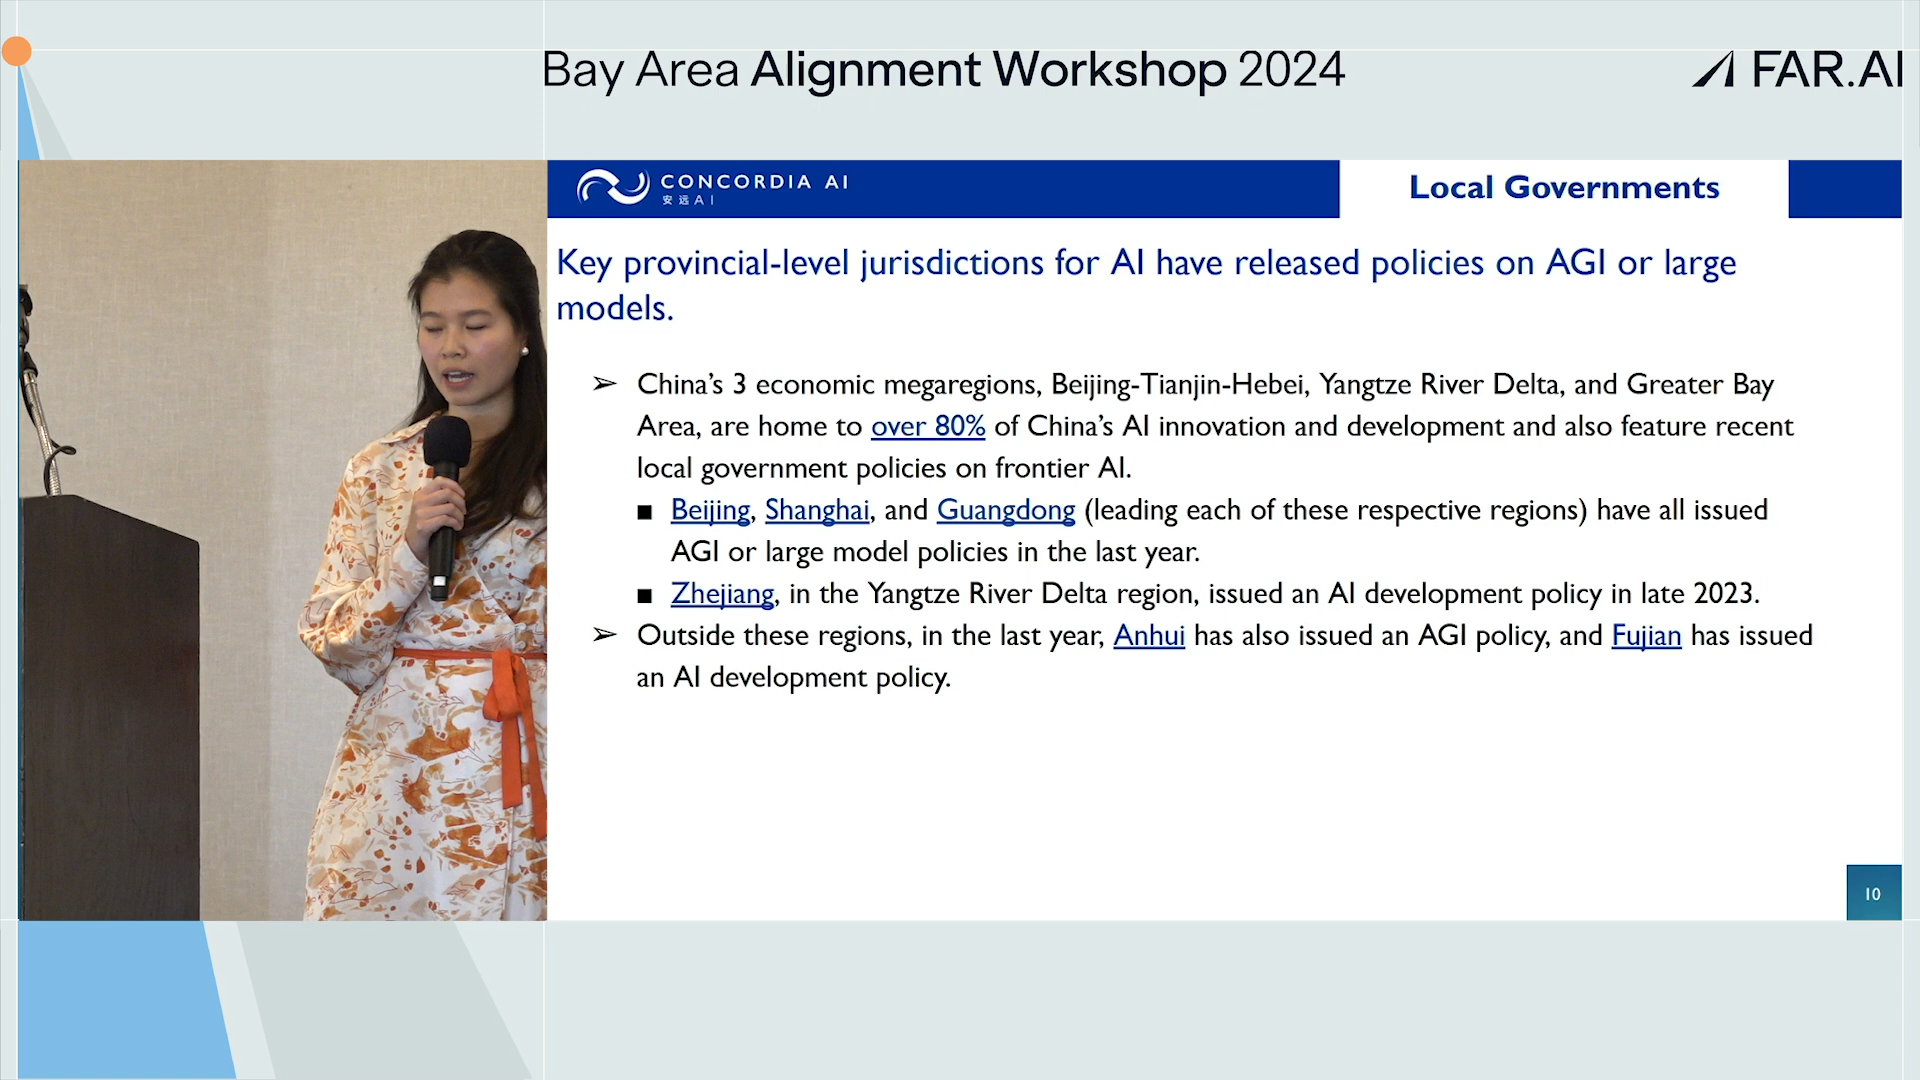 Bay Area Alignment Workshop 2024
FAR.AI
CONCORDIA AI
安远AI
Local Governments
Key provincial-level jurisdictions for AI have released policies on AGI or large
models.
➢ China’s 3 economic megaregions, Beijing-Tianjin-Hebei, Yangtze River Delta, and Greater Bay
Area, are home to over 80% of China’s AI innovation and development and also feature recent
local government policies on frontier AI.
■ Beijing, Shanghai, and Guangdong (leading each of these respective regions) have all issued
AGI or large model policies in the last year.
■ Zhejiang, in the Yangtze River Delta region, issued an AI development policy in late 2023.
➢ Outside these regions, in the last year, Anhui has also issued an AGI policy, and Fujian has issued
an AI development policy.
10